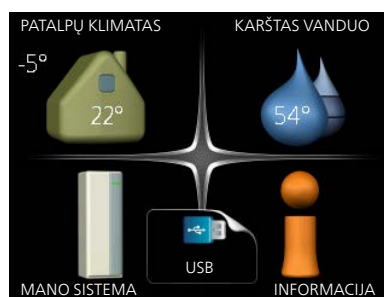 PATALPŲ KLIMATAS
KARŠTAS VANDUO
-5°
22°
54°
USB
MANO SISTEMA
INFORMACIJA